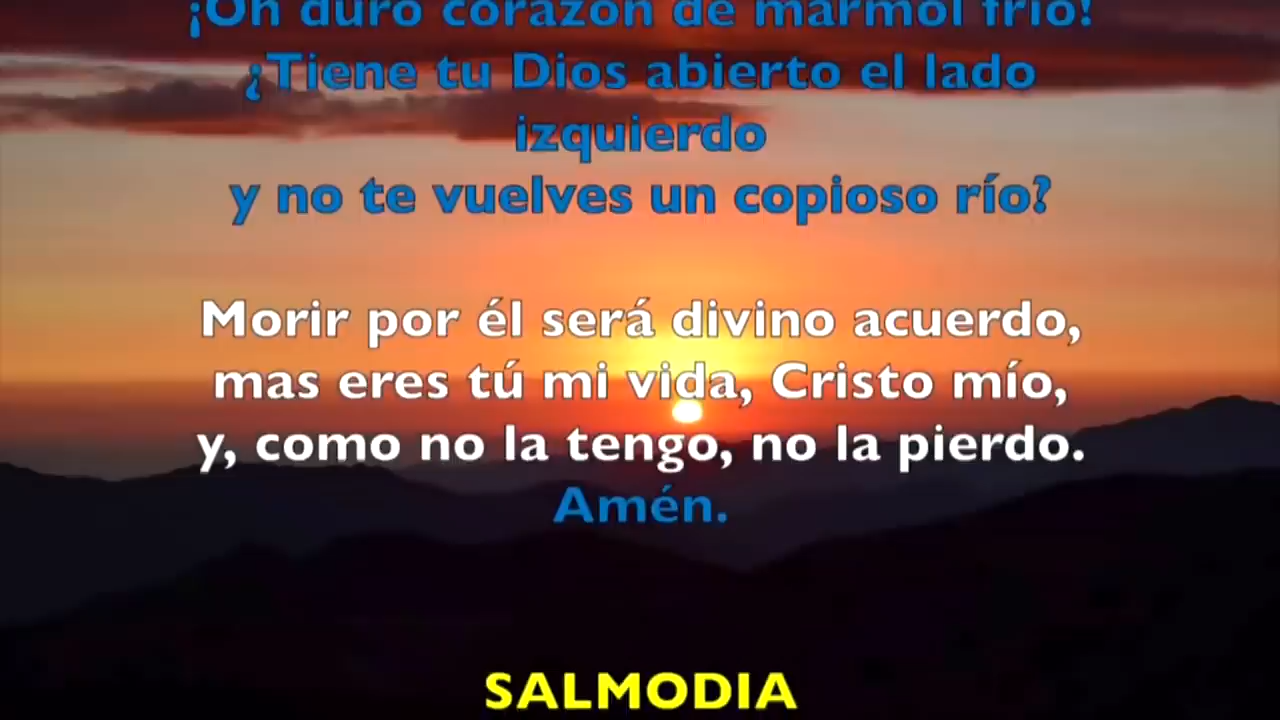 ¡Oh duro corazón de mármol frío!
¿Tiene tu Dios abierto el lado
izquierdo
y no te vuelves un copioso río?
Morir por él será divino acuerdo,
mas eres tú mi vida, Cristo mío,
y, como no la tengo, no la pierdo.
Amén.
SALMODIA